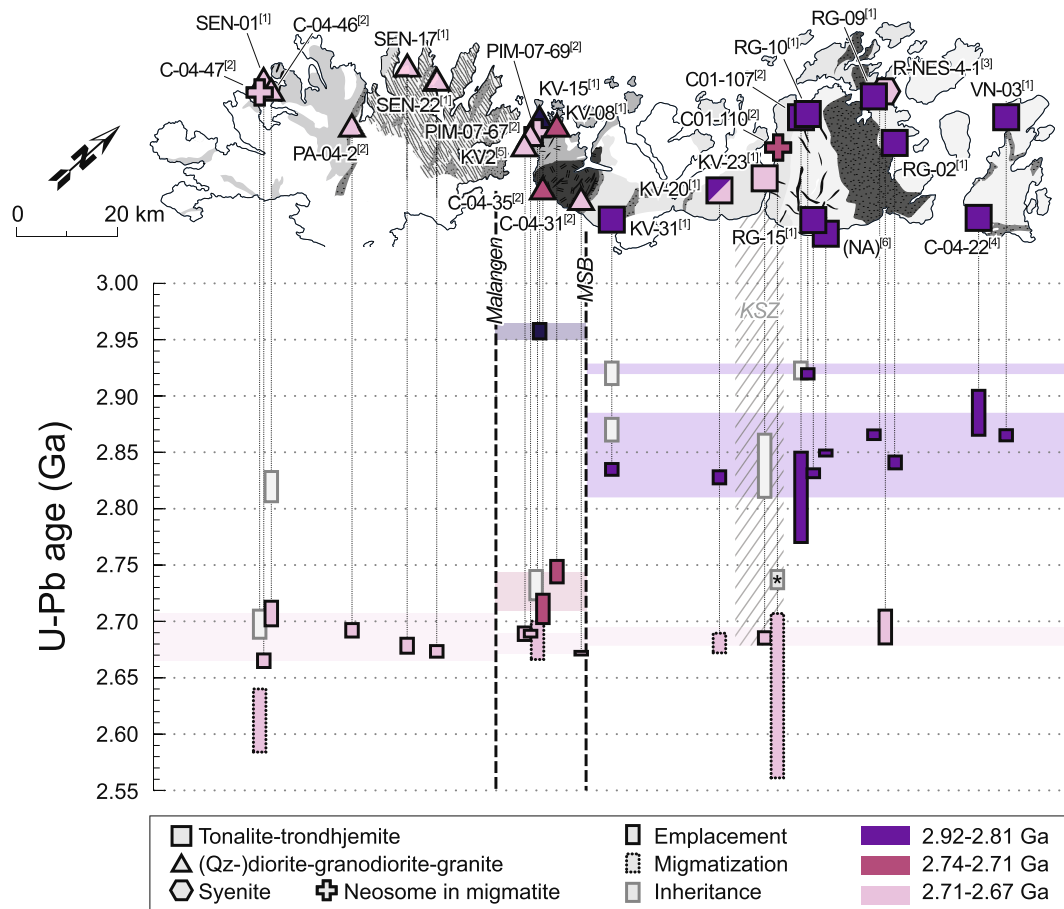 RG-09[1]
SEN-01[1]
C-04-46[2]
SEN-17[1]
PIM-07-69[2]
RG-10[1]
R-NES-4-1[3]
C-04-47[2]
C01-107[2]
KV-15[1]
VN-03[1]
SEN-22[1]
KV-08[1]
C01-110[2]
PIM-07-67[2]
PA-04-2[2]
KV2[5]
KV-23[1]
RG-02[1]
N
C-04-35[2]
KV-20[1]
0 20 km
C-04-31[2]
KV-31[1]
RG-15[1]
(NA)[6]
C-04-22[4]
Malangen
MSB
KSZ
U-Pb age (Ga)
3.00
2.95
2.90
2.85
2.80
2.75
*
2.70
2.65
2.60
2.55
Tonalite-trondhjemite
Emplacement
2.92-2.81 Ga
(Qz-)diorite-granodiorite-granite
Migmatization
2.74-2.71 Ga
Syenite
Neosome in migmatite
Inheritance
2.71-2.67 Ga